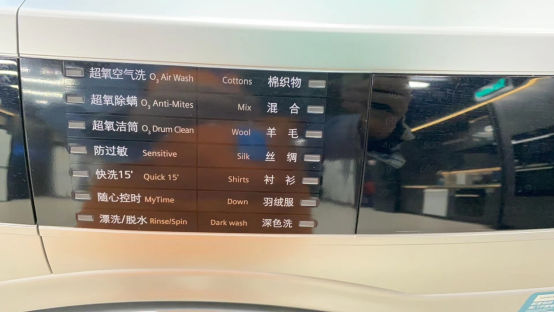 超氧空气洗 O₃ Air Wash Cottons 棉织物
超氧除螨 O₃ Anti-Mites Mix 混 合
超氧洁筒 O₃ Drum Clean Wool 羊 毛
防过敏 Sensitive Silk 丝 绸
快洗15' Quick 15' Shirts 衬 衫
随心控时 MyTime Down 羽绒服
漂洗/脱水 Rinse/Spin Dark wash 深色洗